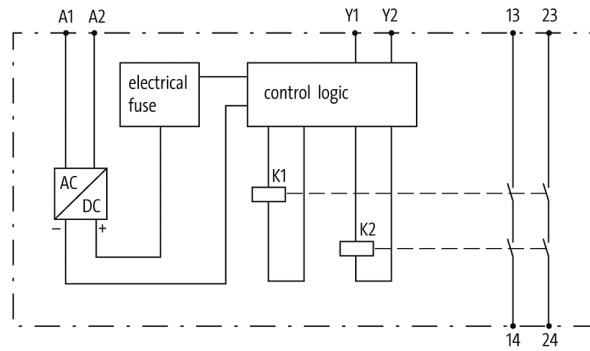 A1 A2 Y1 Y2 13 23
electrical
fuse
control logic
AC
DC
K1
– +
K2
14 24